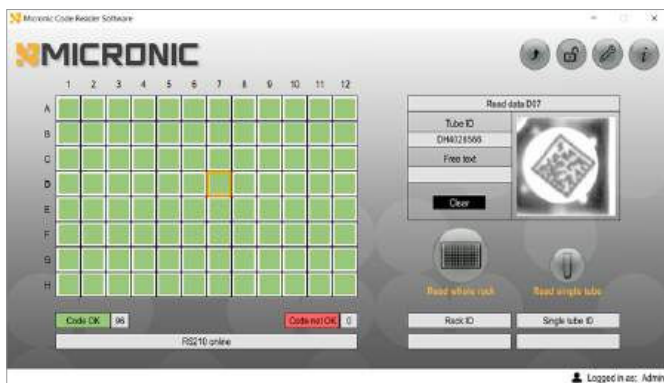 Micronic Code Reader Software
MICRONIC
1 2 3 4 5 6 7 8 9 10 11 12
A
B
C
D
E
F
G
H
Read data D07
Tube ID
DH4028566
Free text
Clear
Read whole rack
Read single tube
Code OK 96
Code not OK 0
RS210 online
Rack ID
Single tube ID
Logged in as: Admin